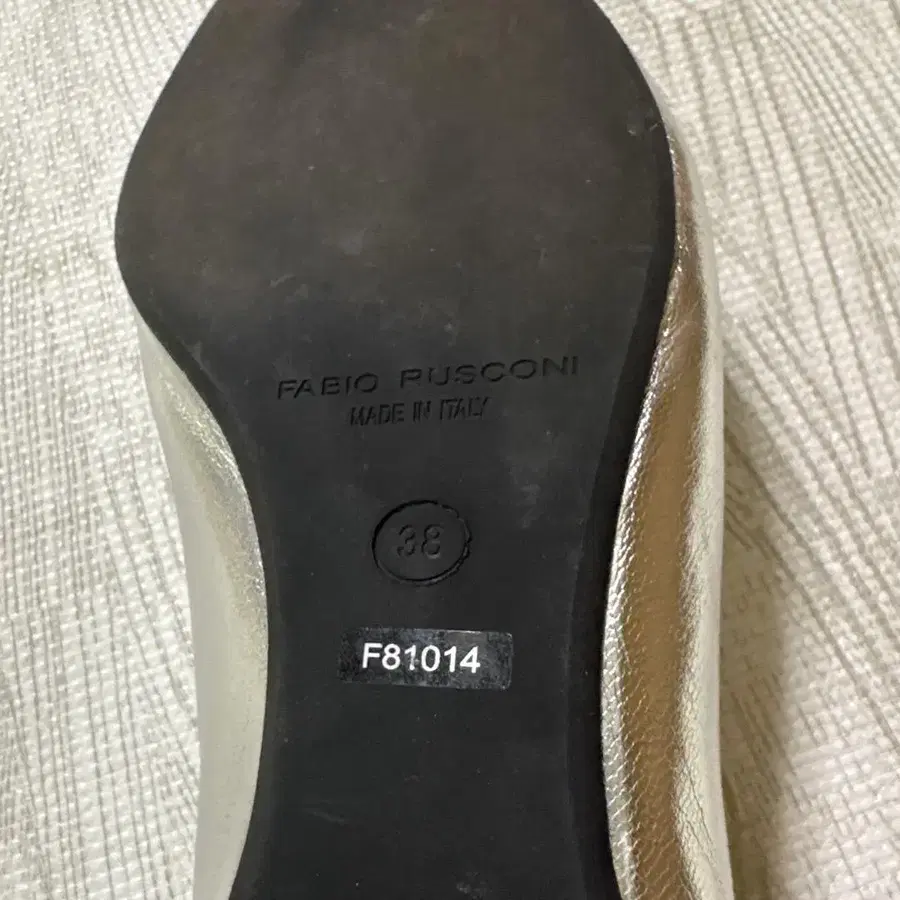 FABIO RUSCONI
MADE IN ITALY
38
F81014